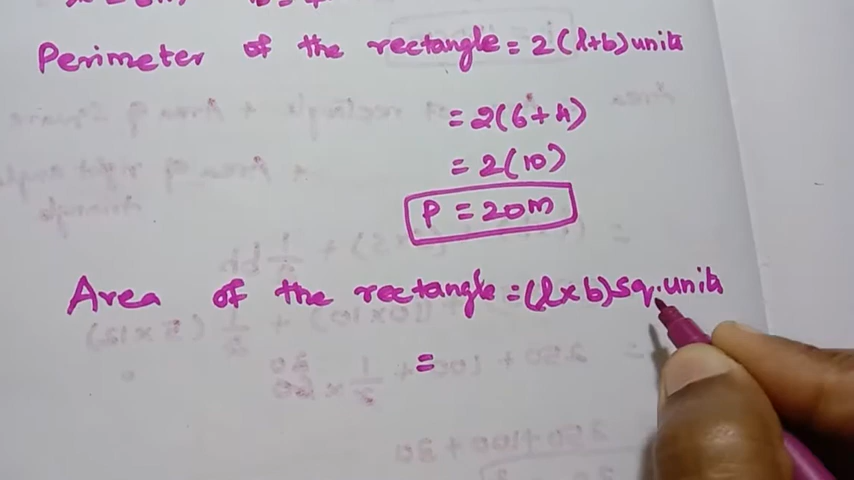 Perimeter of the rectangle = 2(l+b) units
= 2(6+4)
= 2(10)
P = 20m
Area of the rectangle = (l×b) sq. units
=